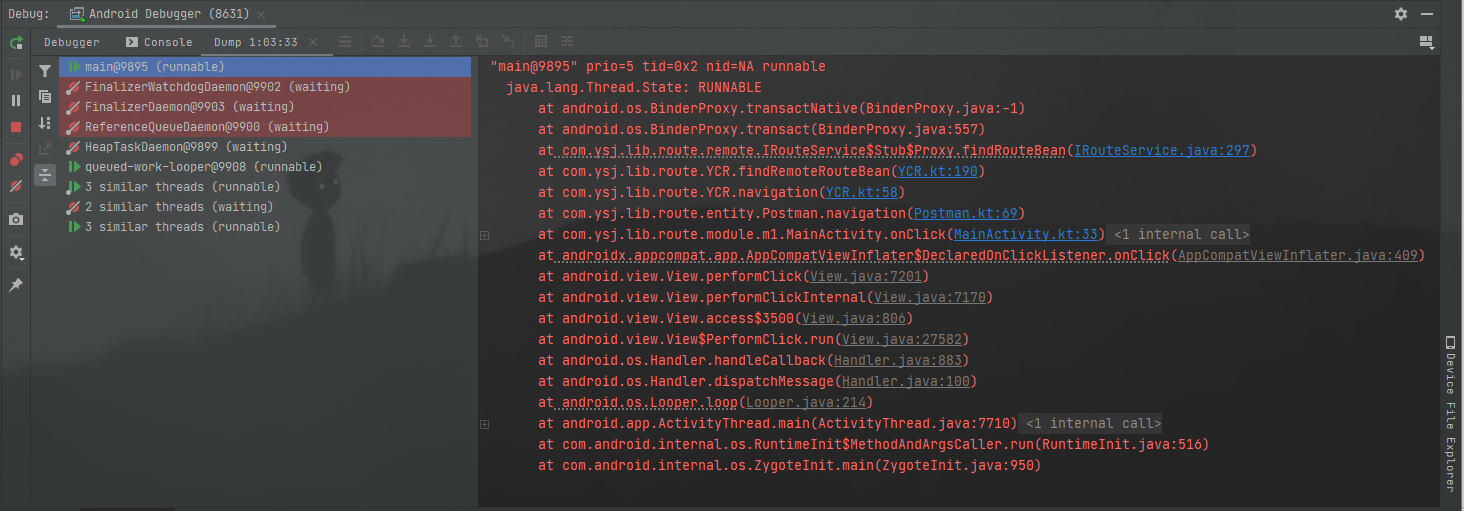 Debug: Android Debugger (8631)
Debugger Console Dump 1:03:33
main@9895 (runnable)
FinalizerWatchdogDaemon@9902 (waiting)
FinalizerDaemon@9903 (waiting)
ReferenceQueueDaemon@9900 (waiting)
HeapTaskDaemon@9899 (waiting)
queued-work-looper@9908 (runnable)
3 similar threads (runnable)
2 similar threads (waiting)
3 similar threads (runnable)
"main@9895" prio=5 tid=0x2 nid=NA runnable
java.lang.Thread.State: RUNNABLE
at android.os.BinderProxy.transactNative(BinderProxy.java:-1)
at android.os.BinderProxy.transact(BinderProxy.java:557)
at com.ysj.lib.route.remote.IRouteService$Stub$Proxy.findRouteBean(IRouteService.java:297)
at com.ysj.lib.route.YCR.findRemoteRouteBean(YCR.kt:190)
at com.ysj.lib.route.YCR.navigation(YCR.kt:58)
at com.ysj.lib.route.entity.Postman.navigation(Postman.kt:69)
at com.ysj.lib.route.module.m1.MainActivity.onClick(MainActivity.kt:33) <1 internal call>
at androidx.appcompat.app.AppCompatViewInflater$DeclaredOnClickListener.onClick(AppCompatViewInflater.java:409)
at android.view.View.performClick(View.java:7201)
at android.view.View.performClickInternal(View.java:7170)
at android.view.View.access$3500(View.java:806)
at android.view.View$PerformClick.run(View.java:27582)
at android.os.Handler.handleCallback(Handler.java:883)
at android.os.Handler.dispatchMessage(Handler.java:100)
at android.os.Looper.loop(Looper.java:214)
at android.app.ActivityThread.main(ActivityThread.java:7710) <1 internal call>
at com.android.internal.os.RuntimeInit$MethodAndArgsCaller.run(RuntimeInit.java:516)
at com.android.internal.os.ZygoteInit.main(ZygoteInit.java:950)
Device File Explorer